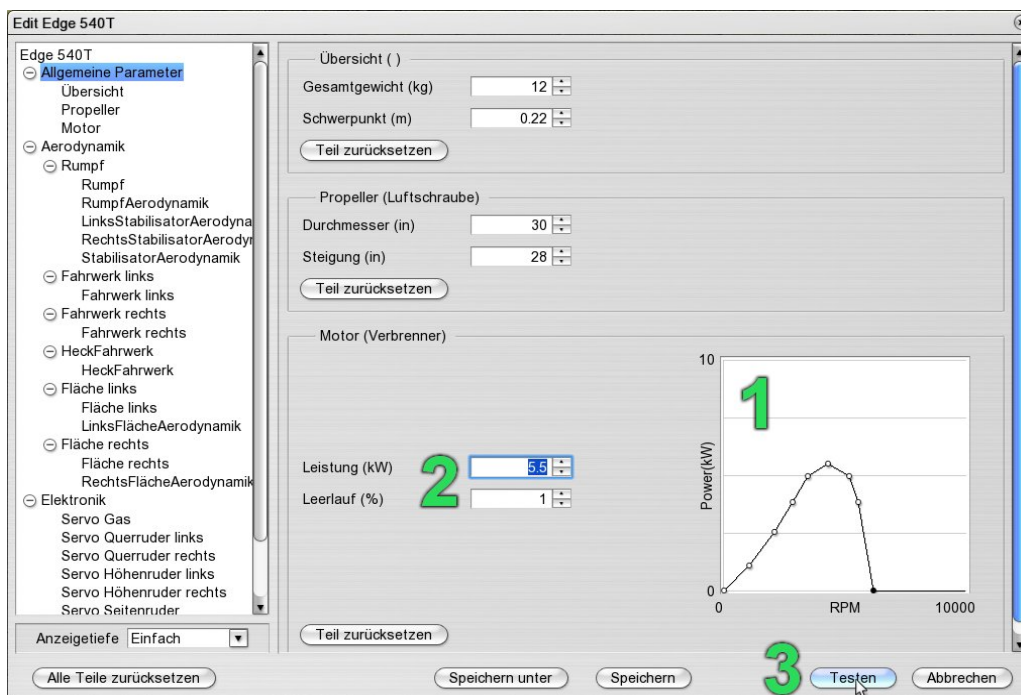 Edit Edge 540T
Edge 540T
Allgemeine Parameter
Übersicht
Propeller
Motor
Aerodynamik
Rumpf
Rumpf
RumpfAerodynamik
LinksStabilisatorAerodyna
RechtsStabilisatorAerodyr
StabilisatorAerodynamik
Fahrwerk links
Fahrwerk links
Fahrwerk rechts
Fahrwerk rechts
HeckFahrwerk
HeckFahrwerk
Fläche links
Fläche links
LinksFlächeAerodynamik
Fläche rechts
Fläche rechts
RechtsFlächeAerodynamik
Elektronik
Servo Gas
Servo Querruder links
Servo Querruder rechts
Servo Höhenruder links
Servo Höhenruder rechts
Servo Seitenruder
Anzeigetiefe Einfach
Übersicht ( )
Gesamtgewicht (kg) 12
Schwerpunkt (m) 0.22
Teil zurücksetzen
Propeller (Luftschraube)
Durchmesser (in) 30
Steigung (in) 28
Teil zurücksetzen
Motor (Verbrenner)
Leistung (kW) 2 5.5
Leerlauf (%) 1
Teil zurücksetzen
10
1
Power(kW)
0
0 RPM 10000
Alle Teile zurücksetzen Speichern unter Speichern 3 Testen Abbrechen